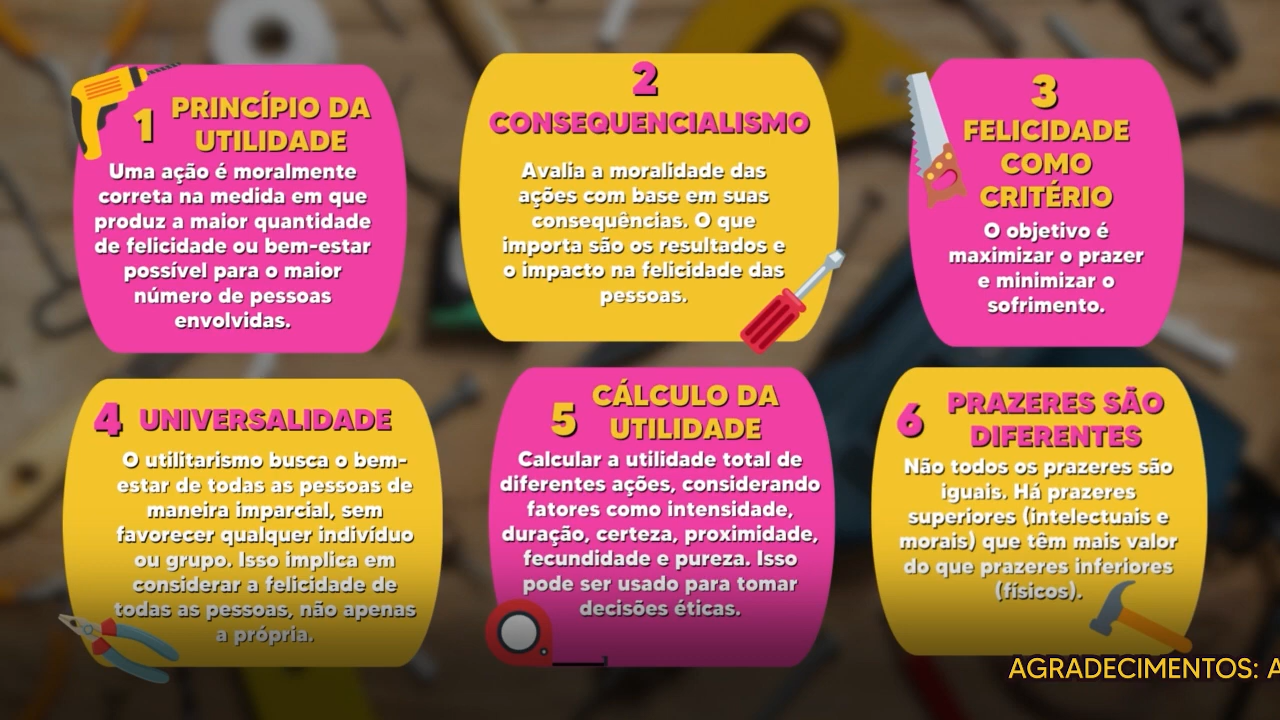 1
PRINCÍPIO DA
UTILIDADE
Uma ação é moralmente
correta na medida em que
produz a maior quantidade
de felicidade ou bem-estar
possível para o maior
número de pessoas
envolvidas.
2
CONSEQUENCIALISMO
Avalia a moralidade das
ações com base em suas
consequências. O que
importa são os resultados e
o impacto na felicidade das
pessoas.
3
FELICIDADE
COMO
CRITÉRIO
O objetivo é
maximizar o prazer
e minimizar o
sofrimento.
4 UNIVERSALIDADE
O utilitarismo busca o bem-
estar de todas as pessoas de
maneira imparcial, sem
favorecer qualquer indivíduo
ou grupo. Isso implica em
considerar a felicidade de
todas as pessoas, não apenas
a própria.
5
CÁLCULO DA
UTILIDADE
Calcular a utilidade total de
diferentes ações, considerando
fatores como intensidade,
duração, certeza, proximidade,
fecundidade e pureza. Isso
pode ser usado para tomar
decisões éticas.
6
PRAZERES SÃO
DIFERENTES
Não todos os prazeres são
iguais. Há prazeres
superiores (intelectuais e
morais) que têm mais valor
do que prazeres inferiores
(físicos).
AGRADECIMENTOS: A